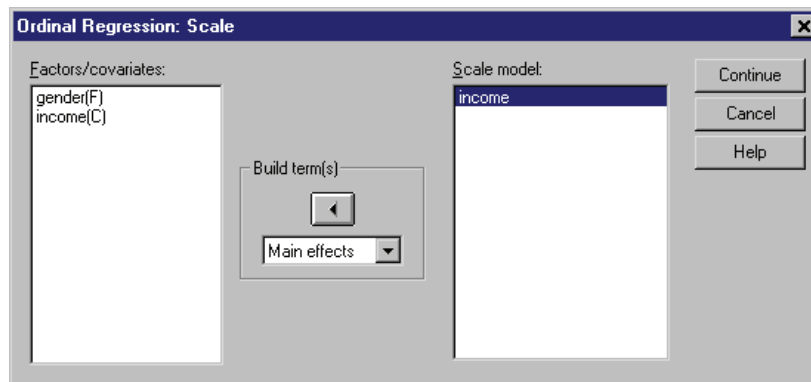 Ordinal Regression: Scale
Factors/covariates:
gender(F)
income(C)
Build term(s)
Main effects
Scale model:
income
Continue
Cancel
Help